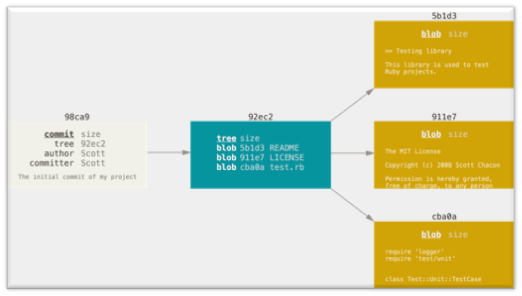 98ca9
commit size
tree 92ec2
author Scott
committer Scott
The initial commit of my project
92ec2
tree size
blob 5b1d3 README
blob 911e7 LICENSE
blob cba0a test.rb
5b1d3
blob size
== Testing library
This library is used to test
Ruby projects.
911e7
blob size
The MIT License
Copyright (c) 2008 Scott Chacon
Permission is hereby granted,
free of charge, to any person
cba0a
blob size
require 'logger'
require 'test/unit'
class Test::Unit::TestCase